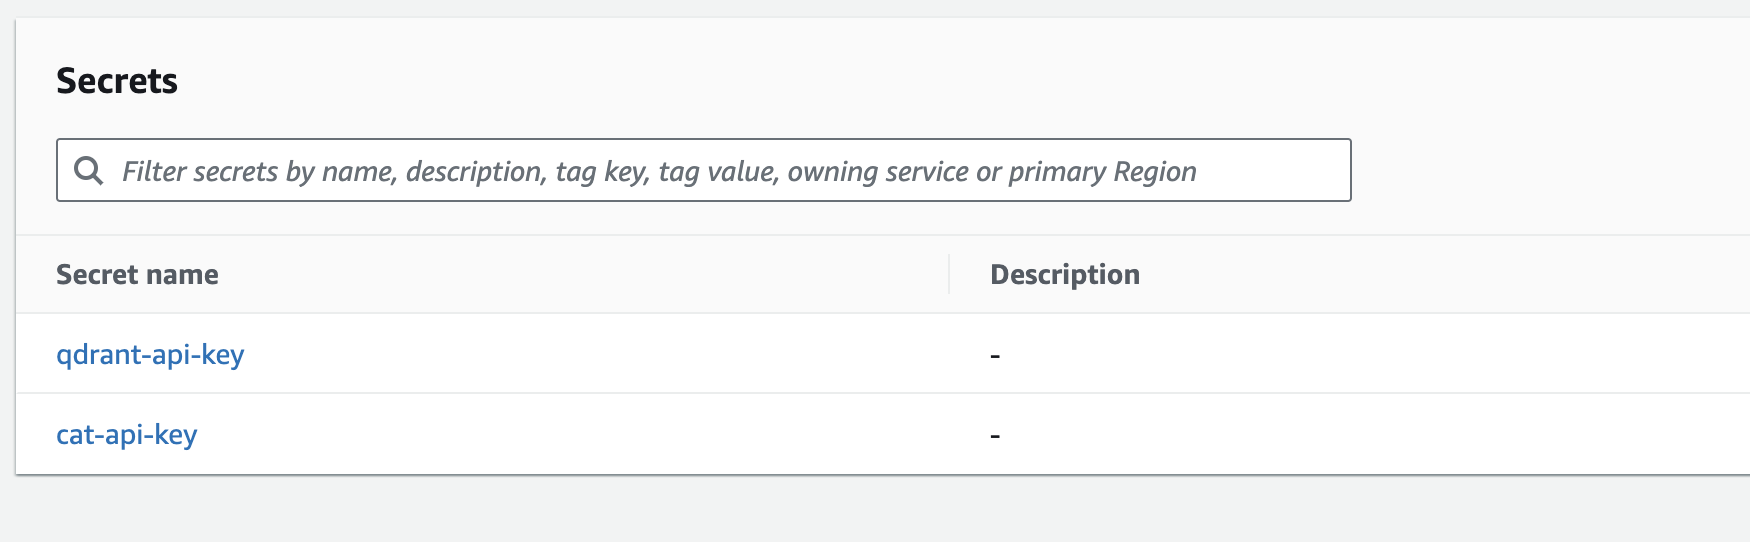 Secrets
Filter secrets by name, description, tag key, tag value, owning service or primary Region
Secret name Description
qdrant-api-key -
cat-api-key -